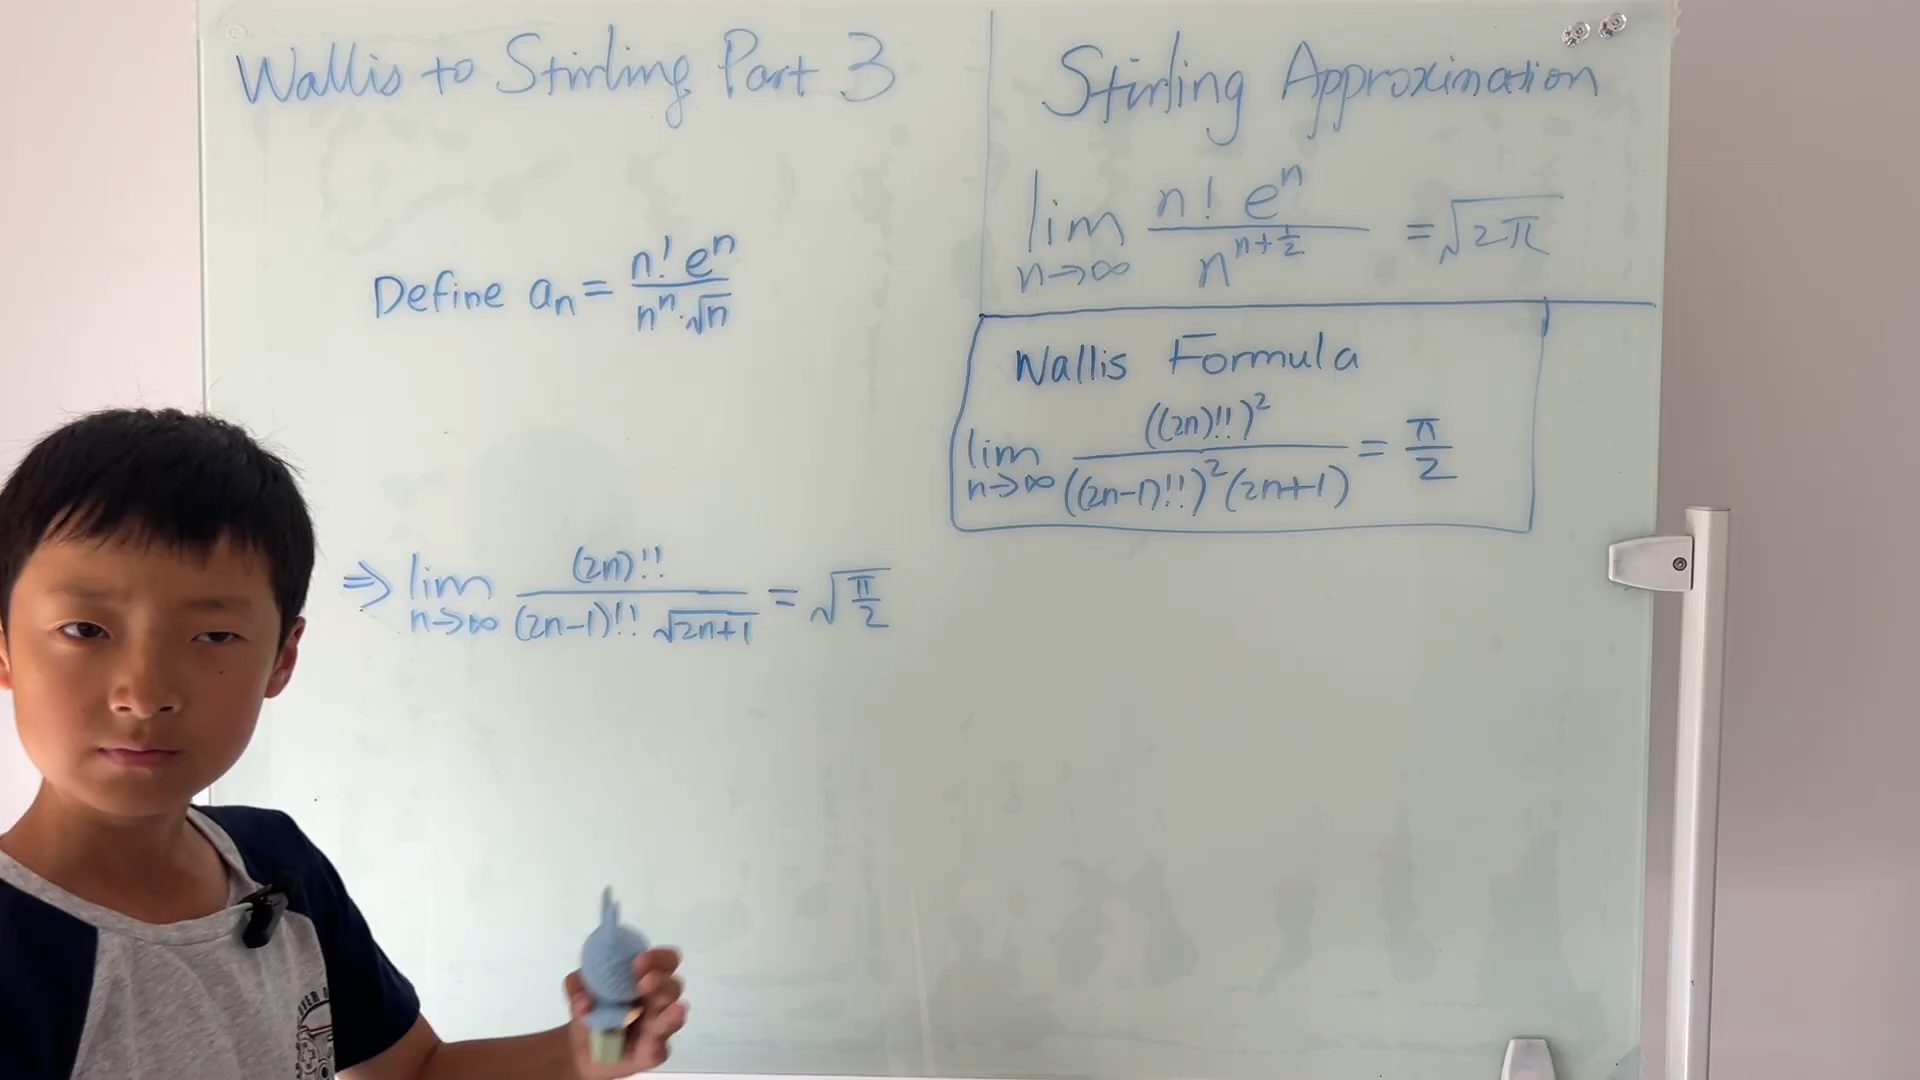 Wallis to Stirling Part 3
Define aₙ = n! eⁿ / (nⁿ · √n)
⇒ lim n→∞ (2n)!! / ((2n-1)!! √(2n+1)) = √(π/2)
Stirling Approximation
lim n→∞ n! eⁿ / n^(n+1/2) = √(2π)
Wallis Formula
lim n→∞ ((2n)!!)² / (((2n-1)!!)² (2n+1)) = π/2